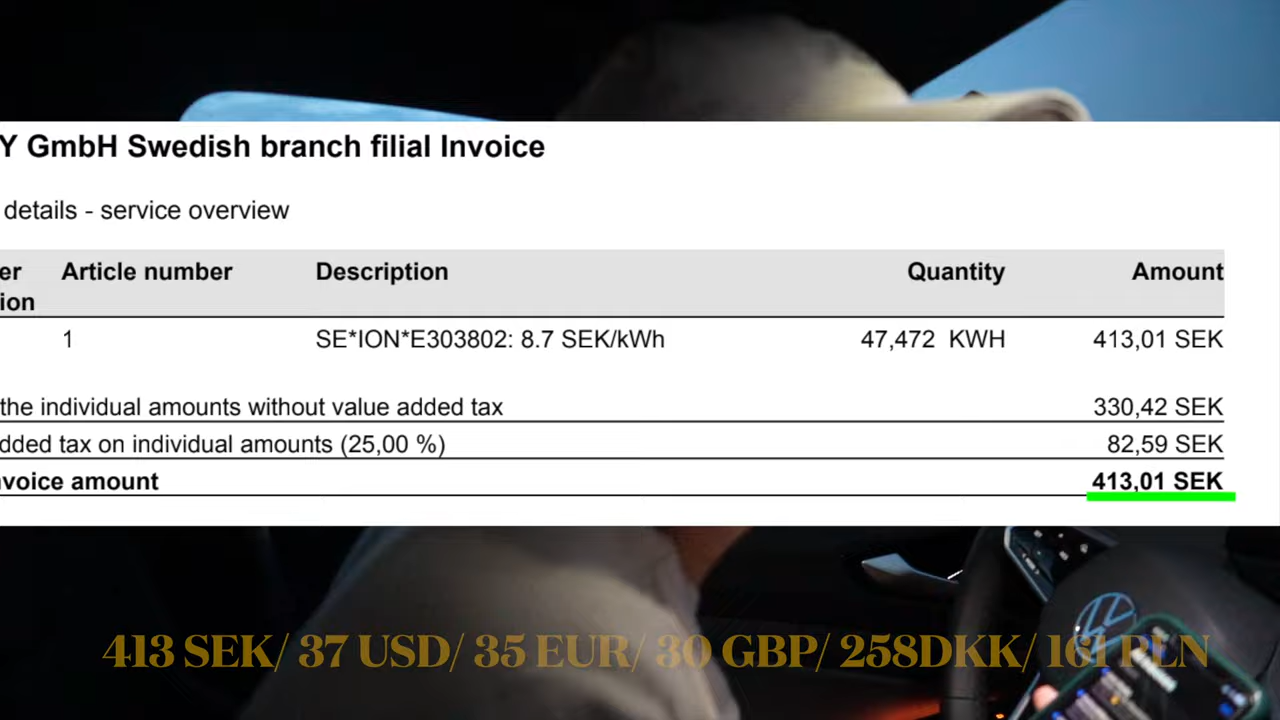 Y GmbH Swedish branch filial Invoice
details - service overview
er Article number Description Quantity Amount
ion
1 SE*ION*E303802: 8.7 SEK/kWh 47,472 KWH 413,01 SEK
the individual amounts without value added tax 330,42 SEK
dded tax on individual amounts (25,00 %) 82,59 SEK
voice amount 413,01 SEK
413 SEK/ 37 USD/ 35 EUR/ 30 GBP/ 258DKK/ 161 PLN